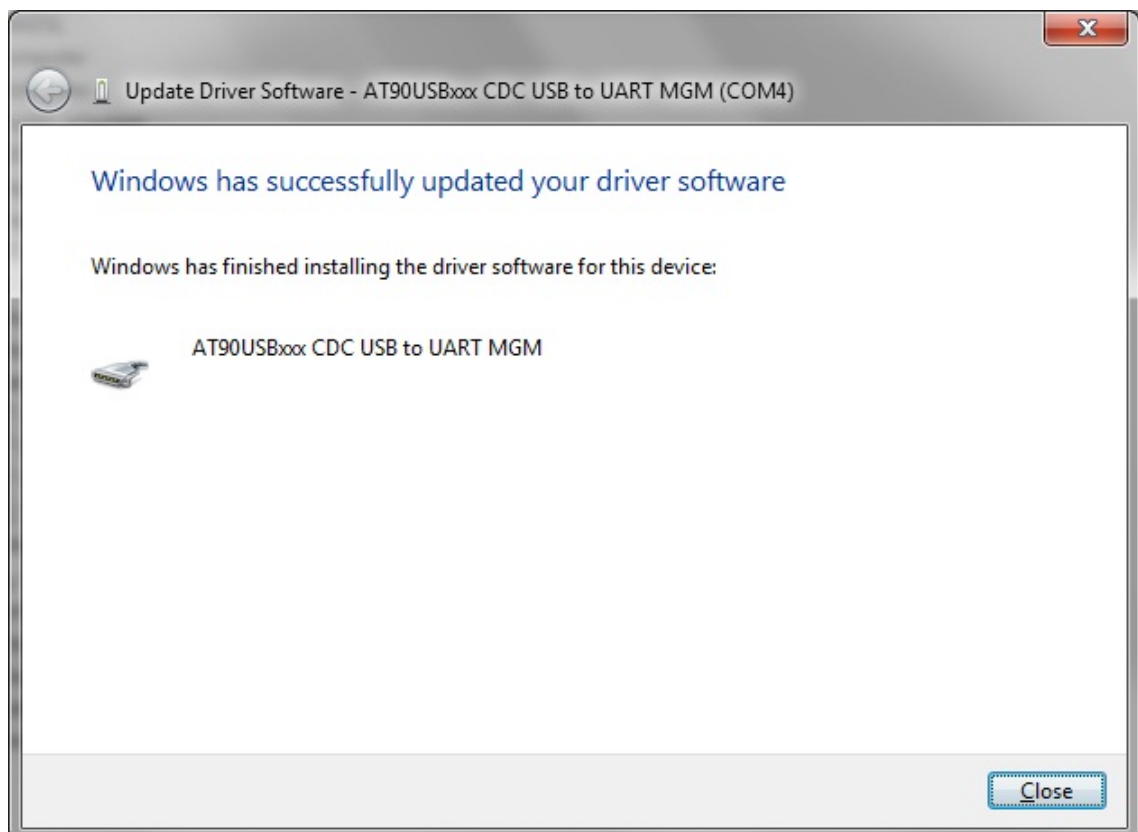 Update Driver Software - AT90USBxxx CDC USB to UART MGM (COM4)
Windows has successfully updated your driver software
Windows has finished installing the driver software for this device:
AT90USBxxx CDC USB to UART MGM
Close